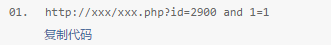 01. http://xxx/xxx.php?id=2900 and 1=1
复制代码